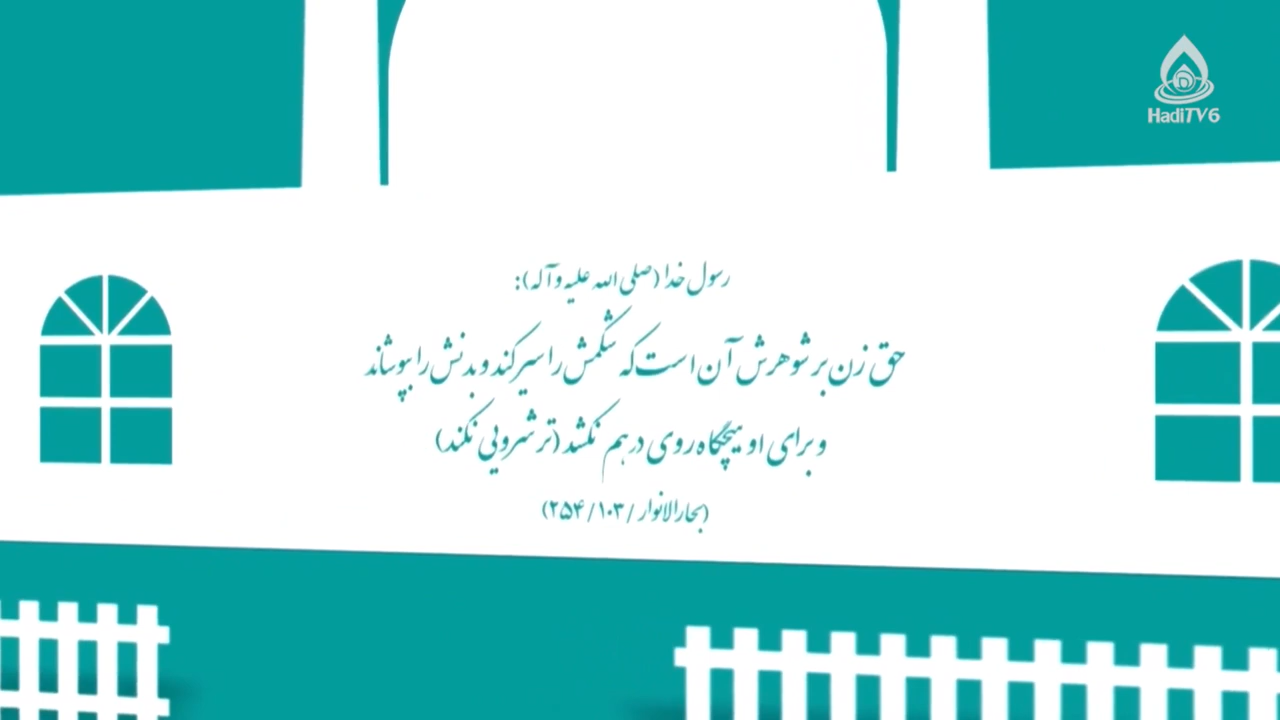 HadiTV6
رسول خدا (صلی الله علیه و آله):
حق زن بر شوهرش آن است که شکمش را سیر کند و بدنش را بپوشاند
و برای او هیچگاه روی درهم نکشد (ترشرویی نکند)
(بحارالانوار / ۱۰۳ / ۲۵۴)